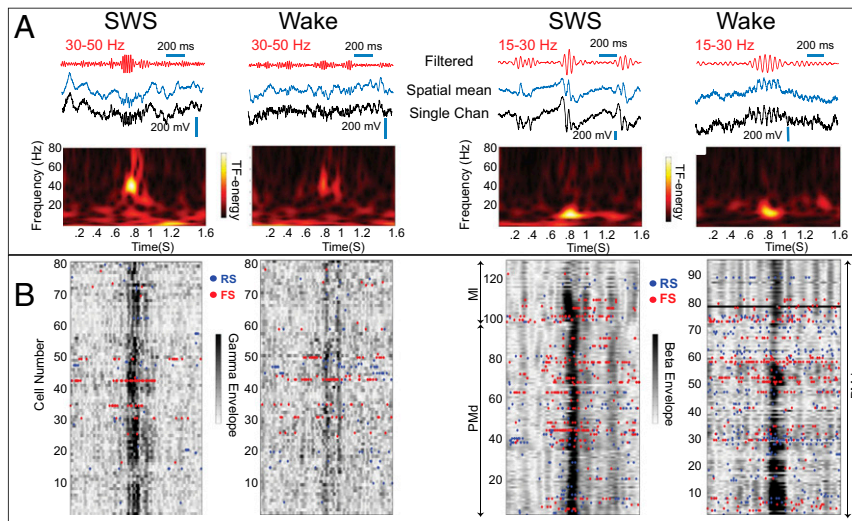 A
SWS Wake SWS Wake
30-50 Hz 200 ms 30-50 Hz 200 ms Filtered 15-30 Hz 200 ms 15-30 Hz 200 ms
Spatial mean
Single Chan
200 mV 200 mV 200 mV 200 mV
Frequency (Hz)
80
60
40
20
TF-energy
80
60
40
20
TF-energy
.2 .4 .6 .8 1 1.2 1.6 .2 .4 .6 .8 1 1.2 1.6 .2 .4 .6 .8 1 1.2 1.6 .2 .4 .6 .8 1 1.2 1.6
Time(S) Time(S) Time(S) Time(S)
B
Cell Number
80
70
60
50
40
30
20
10
RS
FS
Gamma Envelope
80
70
60
50
40
30
20
10
MI
PMd
120
100
80
60
40
20
RS
FS
Beta Envelope
90
80
70
60
50
40
30
20
10